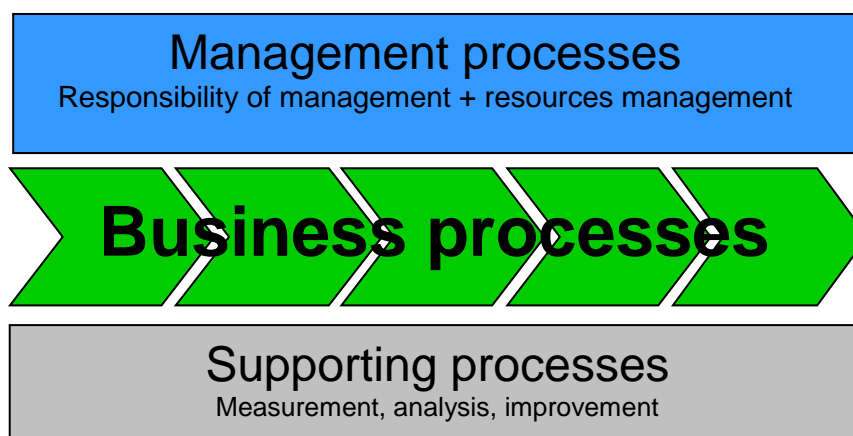 Management processes
Responsibility of management + resources management
Business processes
Supporting processes
Measurement, analysis, improvement